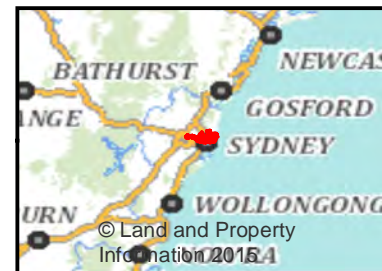 NEWCAS
BATHURST
GOSFORD
NGE
SYDNEY
WOLLONGONG
URN
© Land and Property
Information 2015